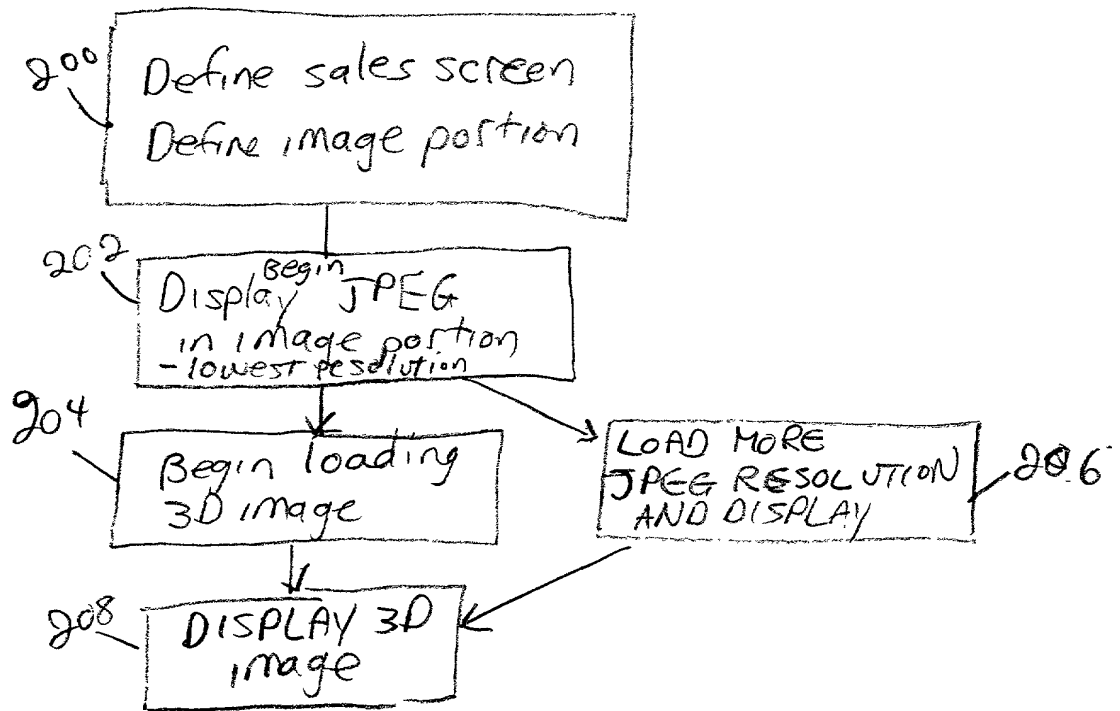 200
Define sales screen
Define image portion
202
Display Begin JPEG
in image portion
- lowest resolution
204
Begin loading
3D image
LOAD MORE
JPEG RESOLUTION
AND DISPLAY
206
208
DISPLAY 3D
image